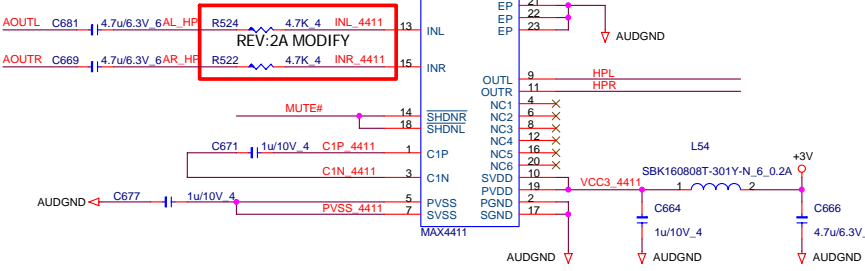 21
EP
22
EP
23
EP
AUDGND
AOUTL C681 4.7u/6.3V_6 AL_HP R524 4.7K_4 INL_4411 13 INL
REV:2A MODIFY
AOUTR C669 4.7u/6.3V_6 AR_HP R522 4.7K_4 INR_4411 15 INR
OUTL 9 HPL
OUTR 11 HPR
NC1 4
NC2 6
NC3 8
NC4 12
NC5 16
NC6 20
MUTE# 14 SHDNR
18 SHDNL
C671 1u/10V_4 C1P_4411 1 C1P
C1N_4411 3 C1N
AUDGND C677 1u/10V_4 5 PVSS
PVSS_4411 7 SVSS
SVDD 10
PVDD 19
PGND 2
SGND 17
MAX4411
VCC3_4411
L54
SBK160808T-301Y-N_6_0.2A
1 2
+3V
C664
1u/10V_4
C666
4.7u/6.3V_
AUDGND AUDGND AUDGND